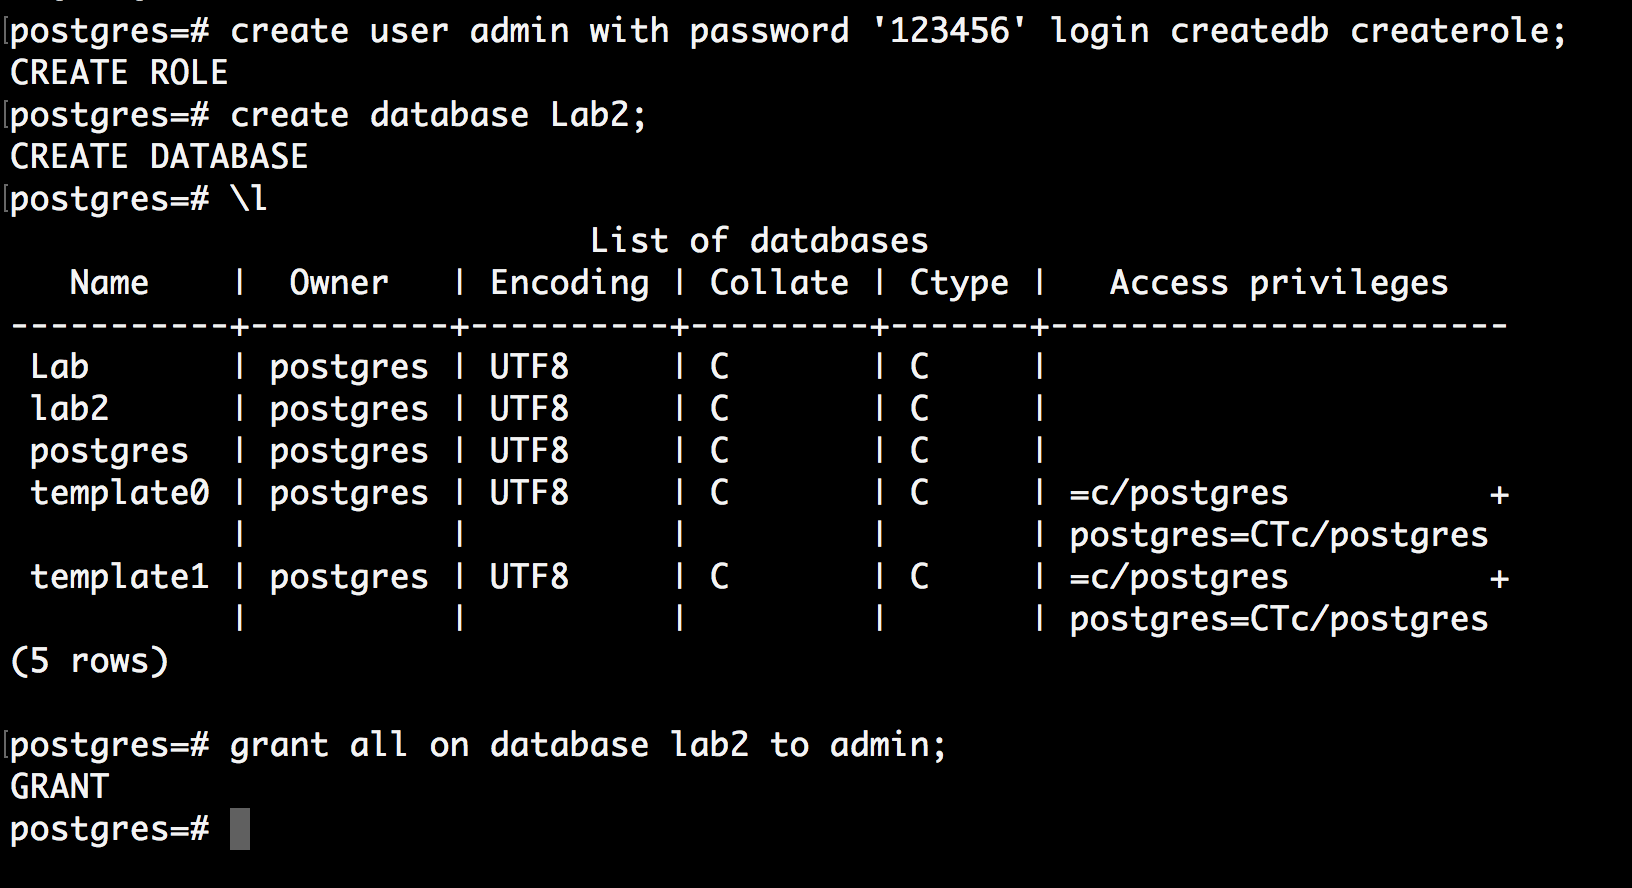 postgres=# create user admin with password '123456' login createdb createrole;
CREATE ROLE
postgres=# create database Lab2;
CREATE DATABASE
postgres=# \l
                             List of databases
   Name    |  Owner   | Encoding | Collate | Ctype |   Access privileges
-----------+----------+----------+---------+-------+-----------------------
 Lab       | postgres | UTF8     | C       | C     |
 lab2      | postgres | UTF8     | C       | C     |
 postgres  | postgres | UTF8     | C       | C     |
 template0 | postgres | UTF8     | C       | C     | =c/postgres          +
           |          |          |         |       | postgres=CTc/postgres
 template1 | postgres | UTF8     | C       | C     | =c/postgres          +
           |          |          |         |       | postgres=CTc/postgres
(5 rows)

postgres=# grant all on database lab2 to admin;
GRANT
postgres=#